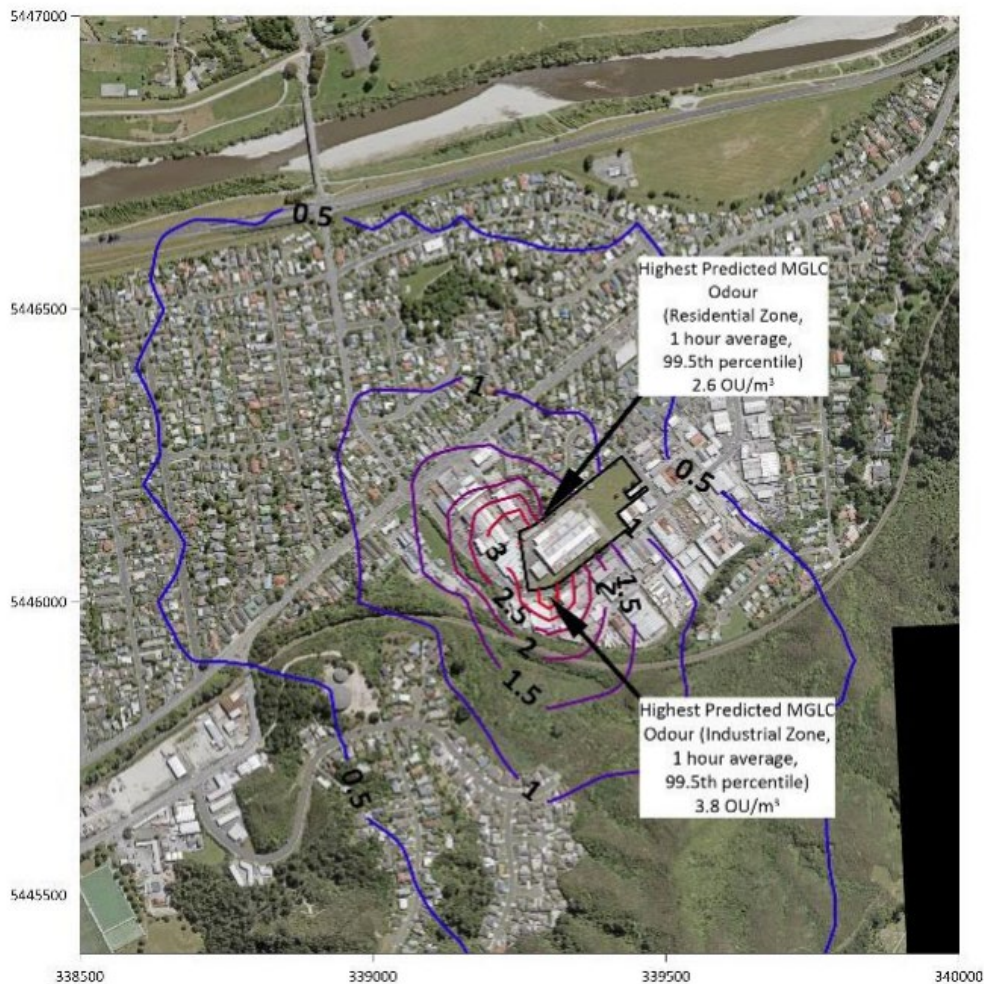 5447000
0.5
Highest Predicted MGLC
Odour
(Residential Zone,
1 hour average,
99.5th percentile)
2.6 OU/m³
5446500
1
0.5
1
1
3
1.5
2
5446000
2.5
2
1.5
Highest Predicted MGLC
Odour (Industrial Zone,
1 hour average,
99.5th percentile)
3.8 OU/m³
0.5
1
5445500
338500 339000 339500 340000